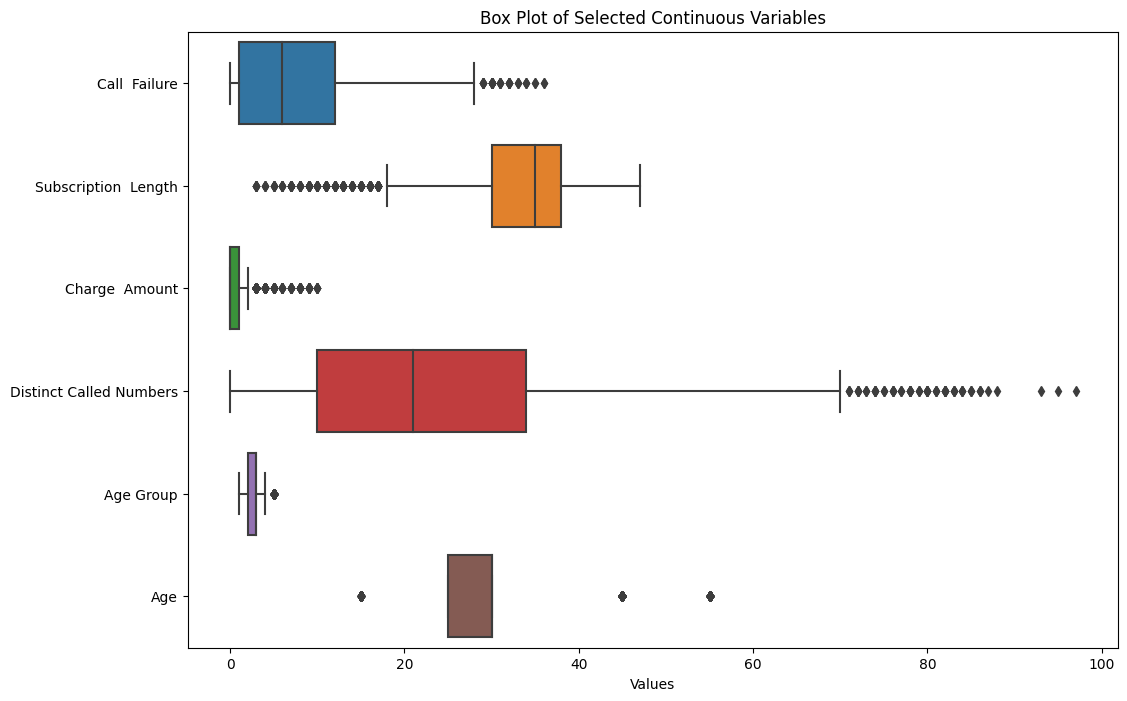 Box Plot of Selected Continuous Variables
Call  Failure
Subscription  Length
Charge  Amount
Distinct Called Numbers
Age Group
Age
0 20 40 60 80 100
Values